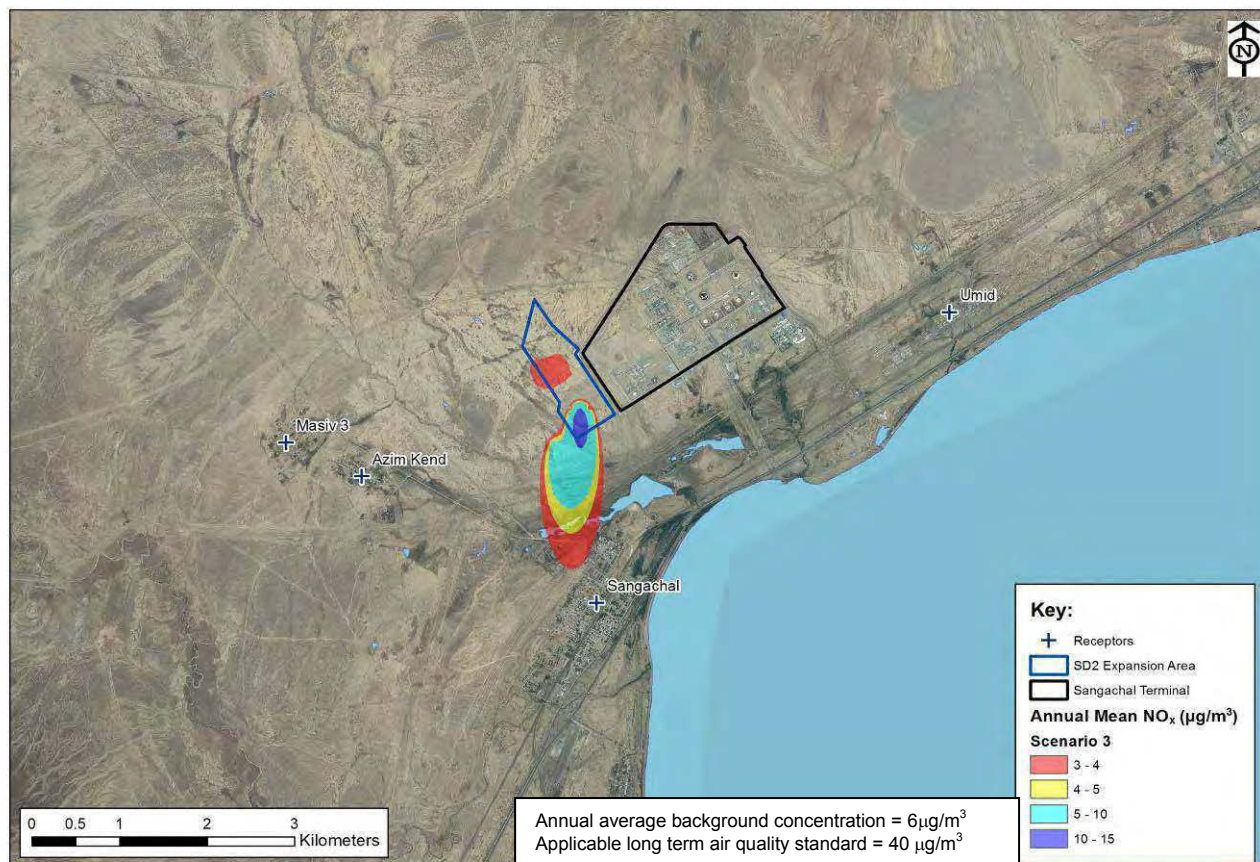 N
Umid
Masiv 3
Azim Kend
Sangachal
Key:
Receptors
SD2 Expansion Area
Sangachal Terminal
Annual Mean NOₓ (µg/m³)
Scenario 3
3 - 4
4 - 5
5 - 10
10 - 15
0 0.5 1 2 3
Kilometers
Annual average background concentration = 6µg/m³
Applicable long term air quality standard = 40 µg/m³